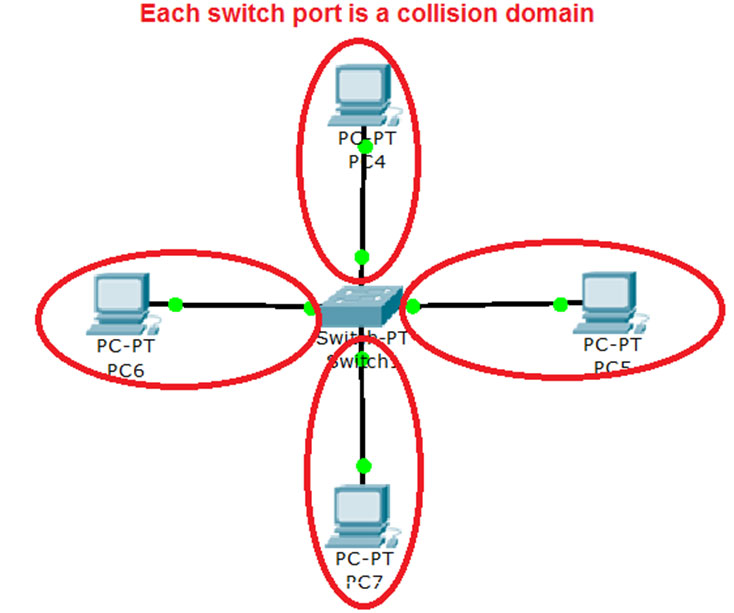 Each switch port is a collision domain
PC-PT
PC4
PC-PT
PC6
Switch-PT
Switch1
PC-PT
PC5
PC-PT
PC7